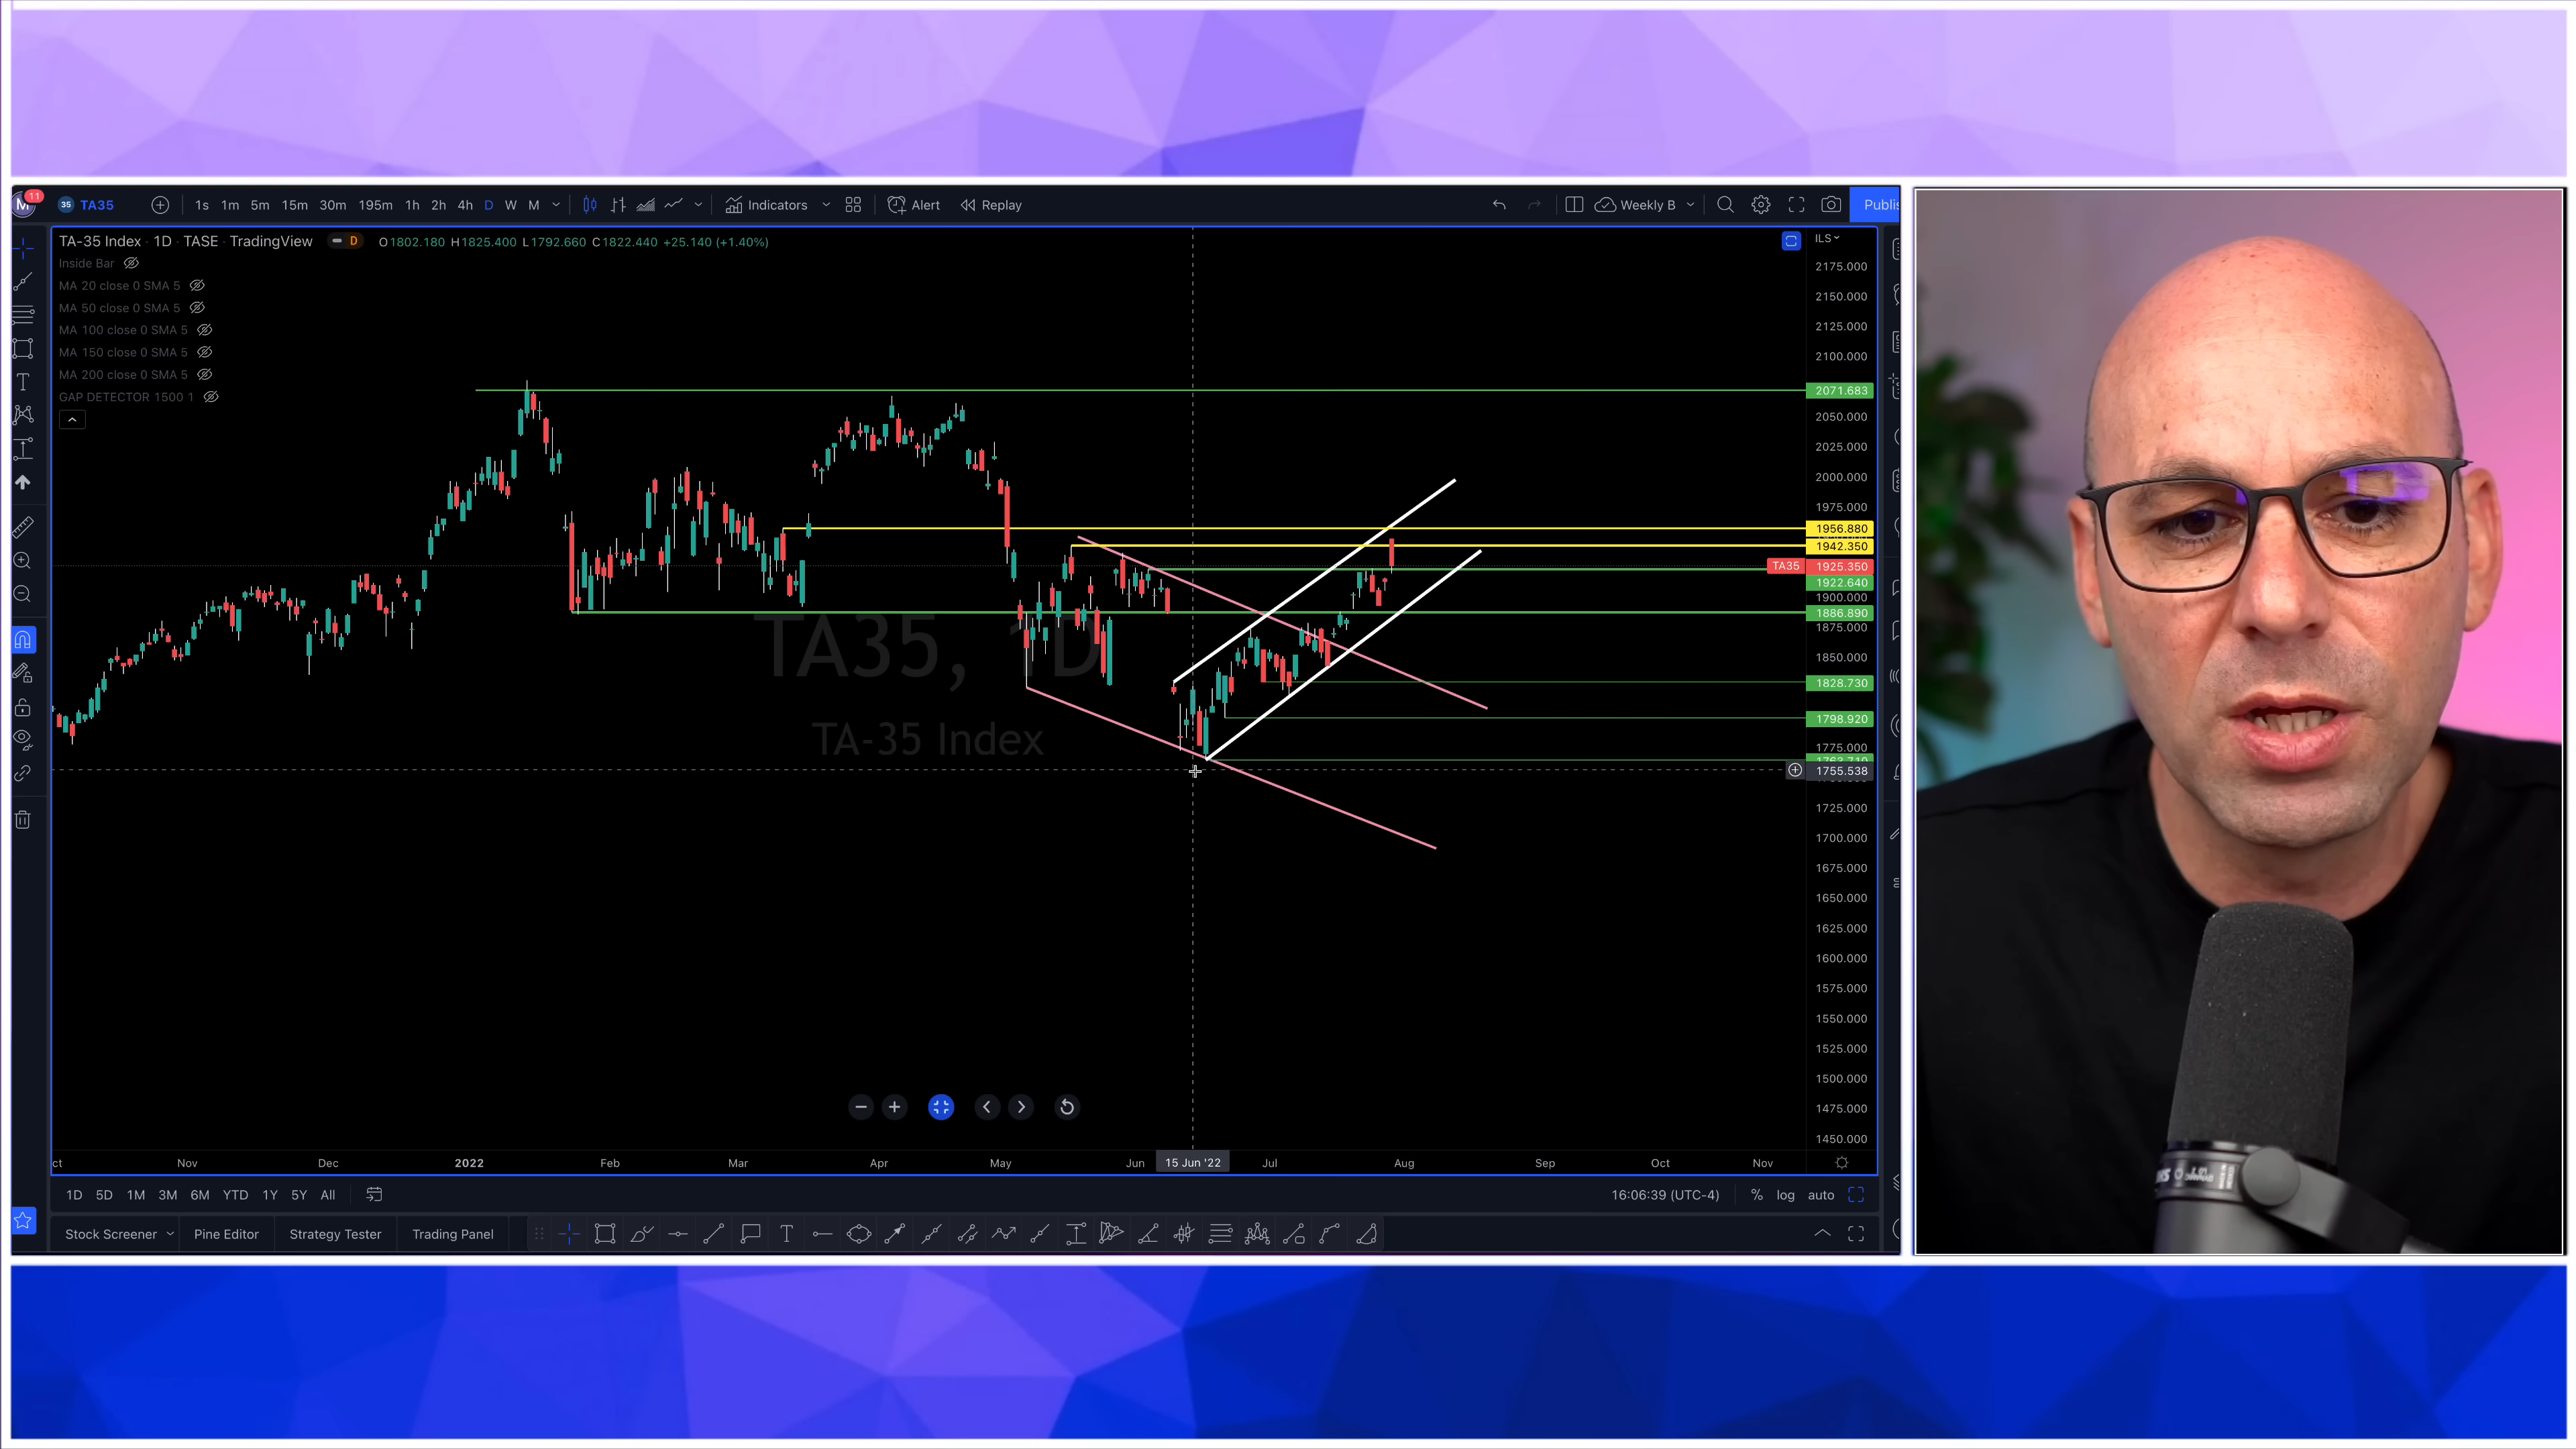 11
M
35 TA35 1s 1m 5m 15m 30m 195m 1h 2h 4h D W M Indicators Alert Replay Weekly B
TA-35 Index · 1D · TASE · TradingView D O1802.180 H1825.400 L1792.660 C1822.440 +25.140 (+1.40%)
ILS
Inside Bar
MA 20 close 0 SMA 5
MA 50 close 0 SMA 5
MA 100 close 0 SMA 5
MA 150 close 0 SMA 5
MA 200 close 0 SMA 5
GAP DETECTOR 1500 1
2175.000
2150.000
2125.000
2100.000
2071.683
2050.000
2025.000
2000.000
1975.000
1956.880
1942.350
TA35 1925.350
1922.640
1900.000
1886.890
1875.000
1850.000
1828.730
1798.920
1775.000
1755.538
1725.000
1700.000
1675.000
1650.000
1625.000
1600.000
1575.000
1550.000
1525.000
1500.000
1475.000
1450.000
TA35, 1D
TA-35 Index
Nov Dec 2022 Feb Mar Apr May Jun 15 Jun '22 Jul Aug Sep Oct Nov
1D 5D 1M 3M 6M YTD 1Y 5Y All 16:06:39 (UTC-4) % log auto
Stock Screener Pine Editor Strategy Tester Trading Panel